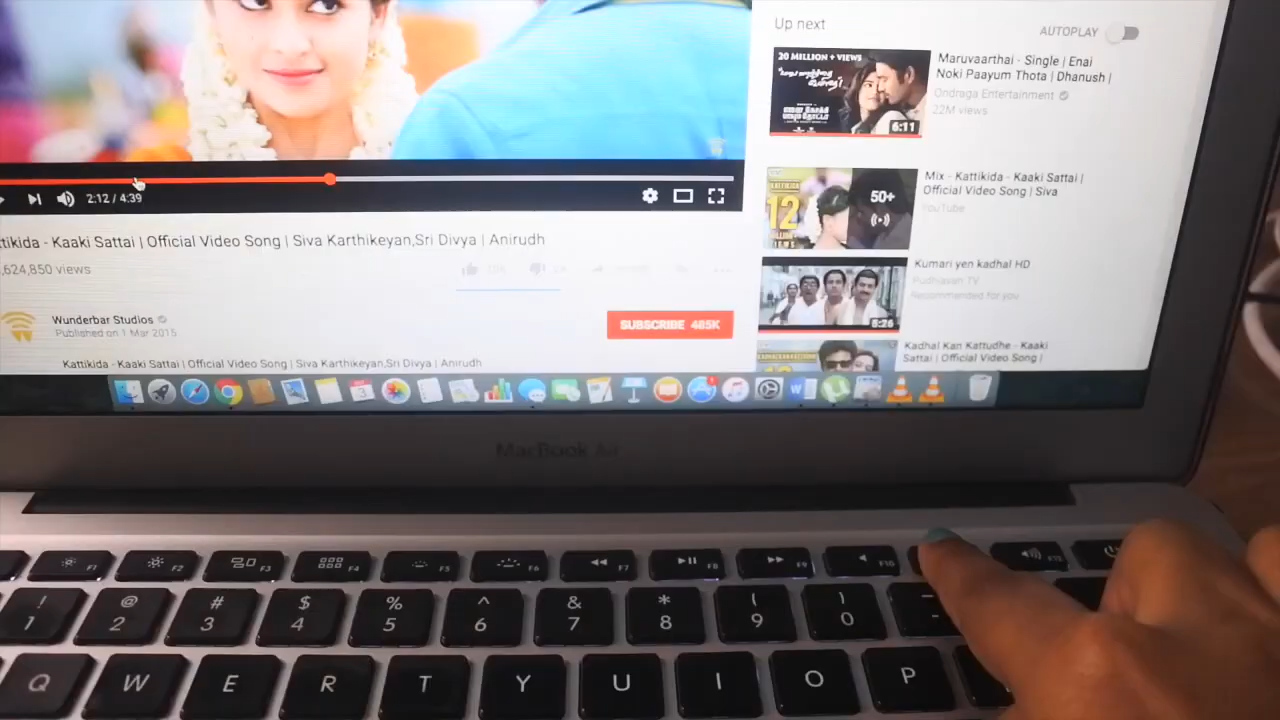 Up next
AUTOPLAY
20 MILLION + VIEWS
6:11
Maruvaarthai - Single | Enai
Noki Paayum Thota | Dhanush |
Ondraga Entertainment
22M views
2:12 / 4:39
KATTIKIDA
12
50+
Mix - Kattikida - Kaaki Sattai |
Official Video Song | Siva
YouTube
ttikida - Kaaki Sattai | Official Video Song | Siva Karthikeyan,Sri Divya | Anirudh
,624,850 views
Kumari yen kadhal HD
Pudhaivan TV
Recommended for you
Wunderbar Studios
Published on 1 Mar 2015
SUBSCRIBE 485K
Kattikida - Kaaki Sattai | Official Video Song | Siva Karthikeyan,Sri Divya | Anirudh
Kadhal Kan Kattudhe - Kaaki
Sattai | Official Video Song |
MacBook Air
F1 F2 F3 F4 F5 F6 F7 F8 F9 F10 F12
! @ # $ % ^ & * ( ) –
1 2 3 4 5 6 7 8 9 0 -
Q W E R T Y U I O P